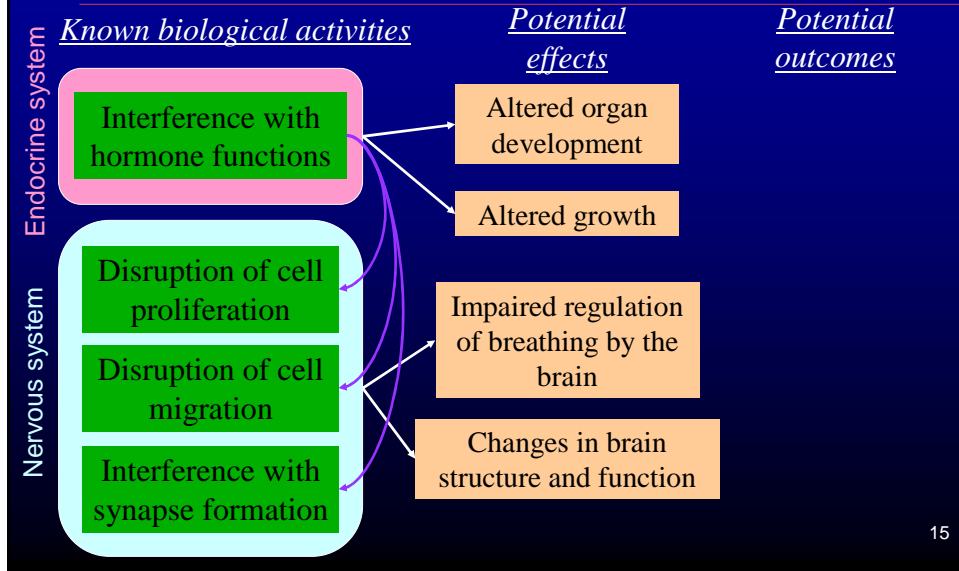 Known biological activities
Potential
effects
Potential
outcomes
Endocrine system
Interference with
hormone functions
Altered organ
development
Altered growth
Nervous system
Disruption of cell
proliferation
Disruption of cell
migration
Interference with
synapse formation
Impaired regulation
of breathing by the
brain
Changes in brain
structure and function
15